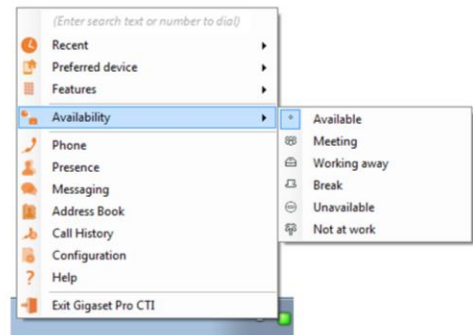 (Enter search text or number to dial)
Recent
Preferred device
Features
Availability
Phone
Presence
Messaging
Address Book
Call History
Configuration
Help
Exit Gigaset Pro CTI
Available
Meeting
Working away
Break
Unavailable
Not at work